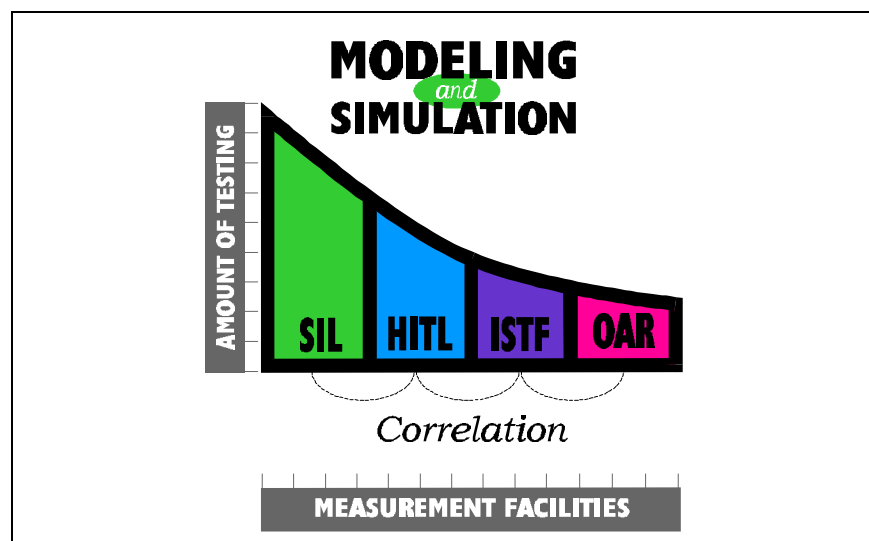 MODELING
and
SIMULATION
AMOUNT OF TESTING
SIL HITL ISTF OAR
Correlation
MEASUREMENT FACILITIES